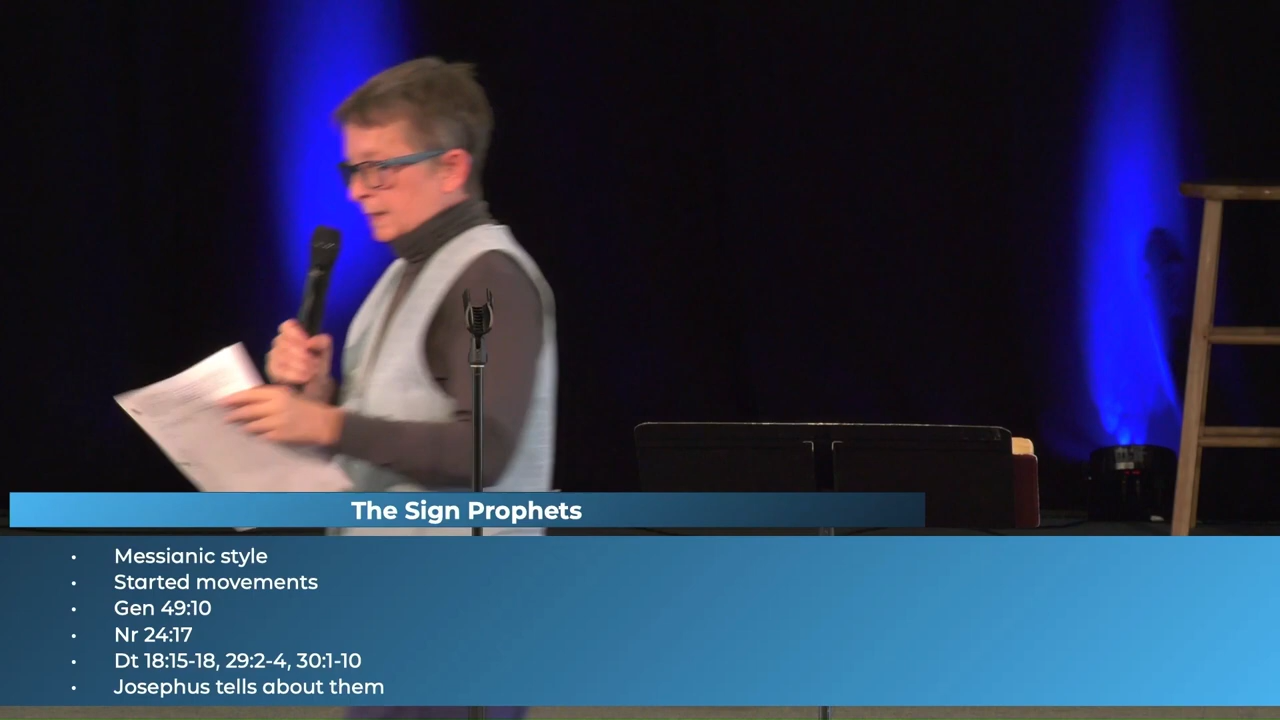 The Sign Prophets
• Messianic style
• Started movements
• Gen 49:10
• Nr 24:17
• Dt 18:15-18, 29:2-4, 30:1-10
• Josephus tells about them